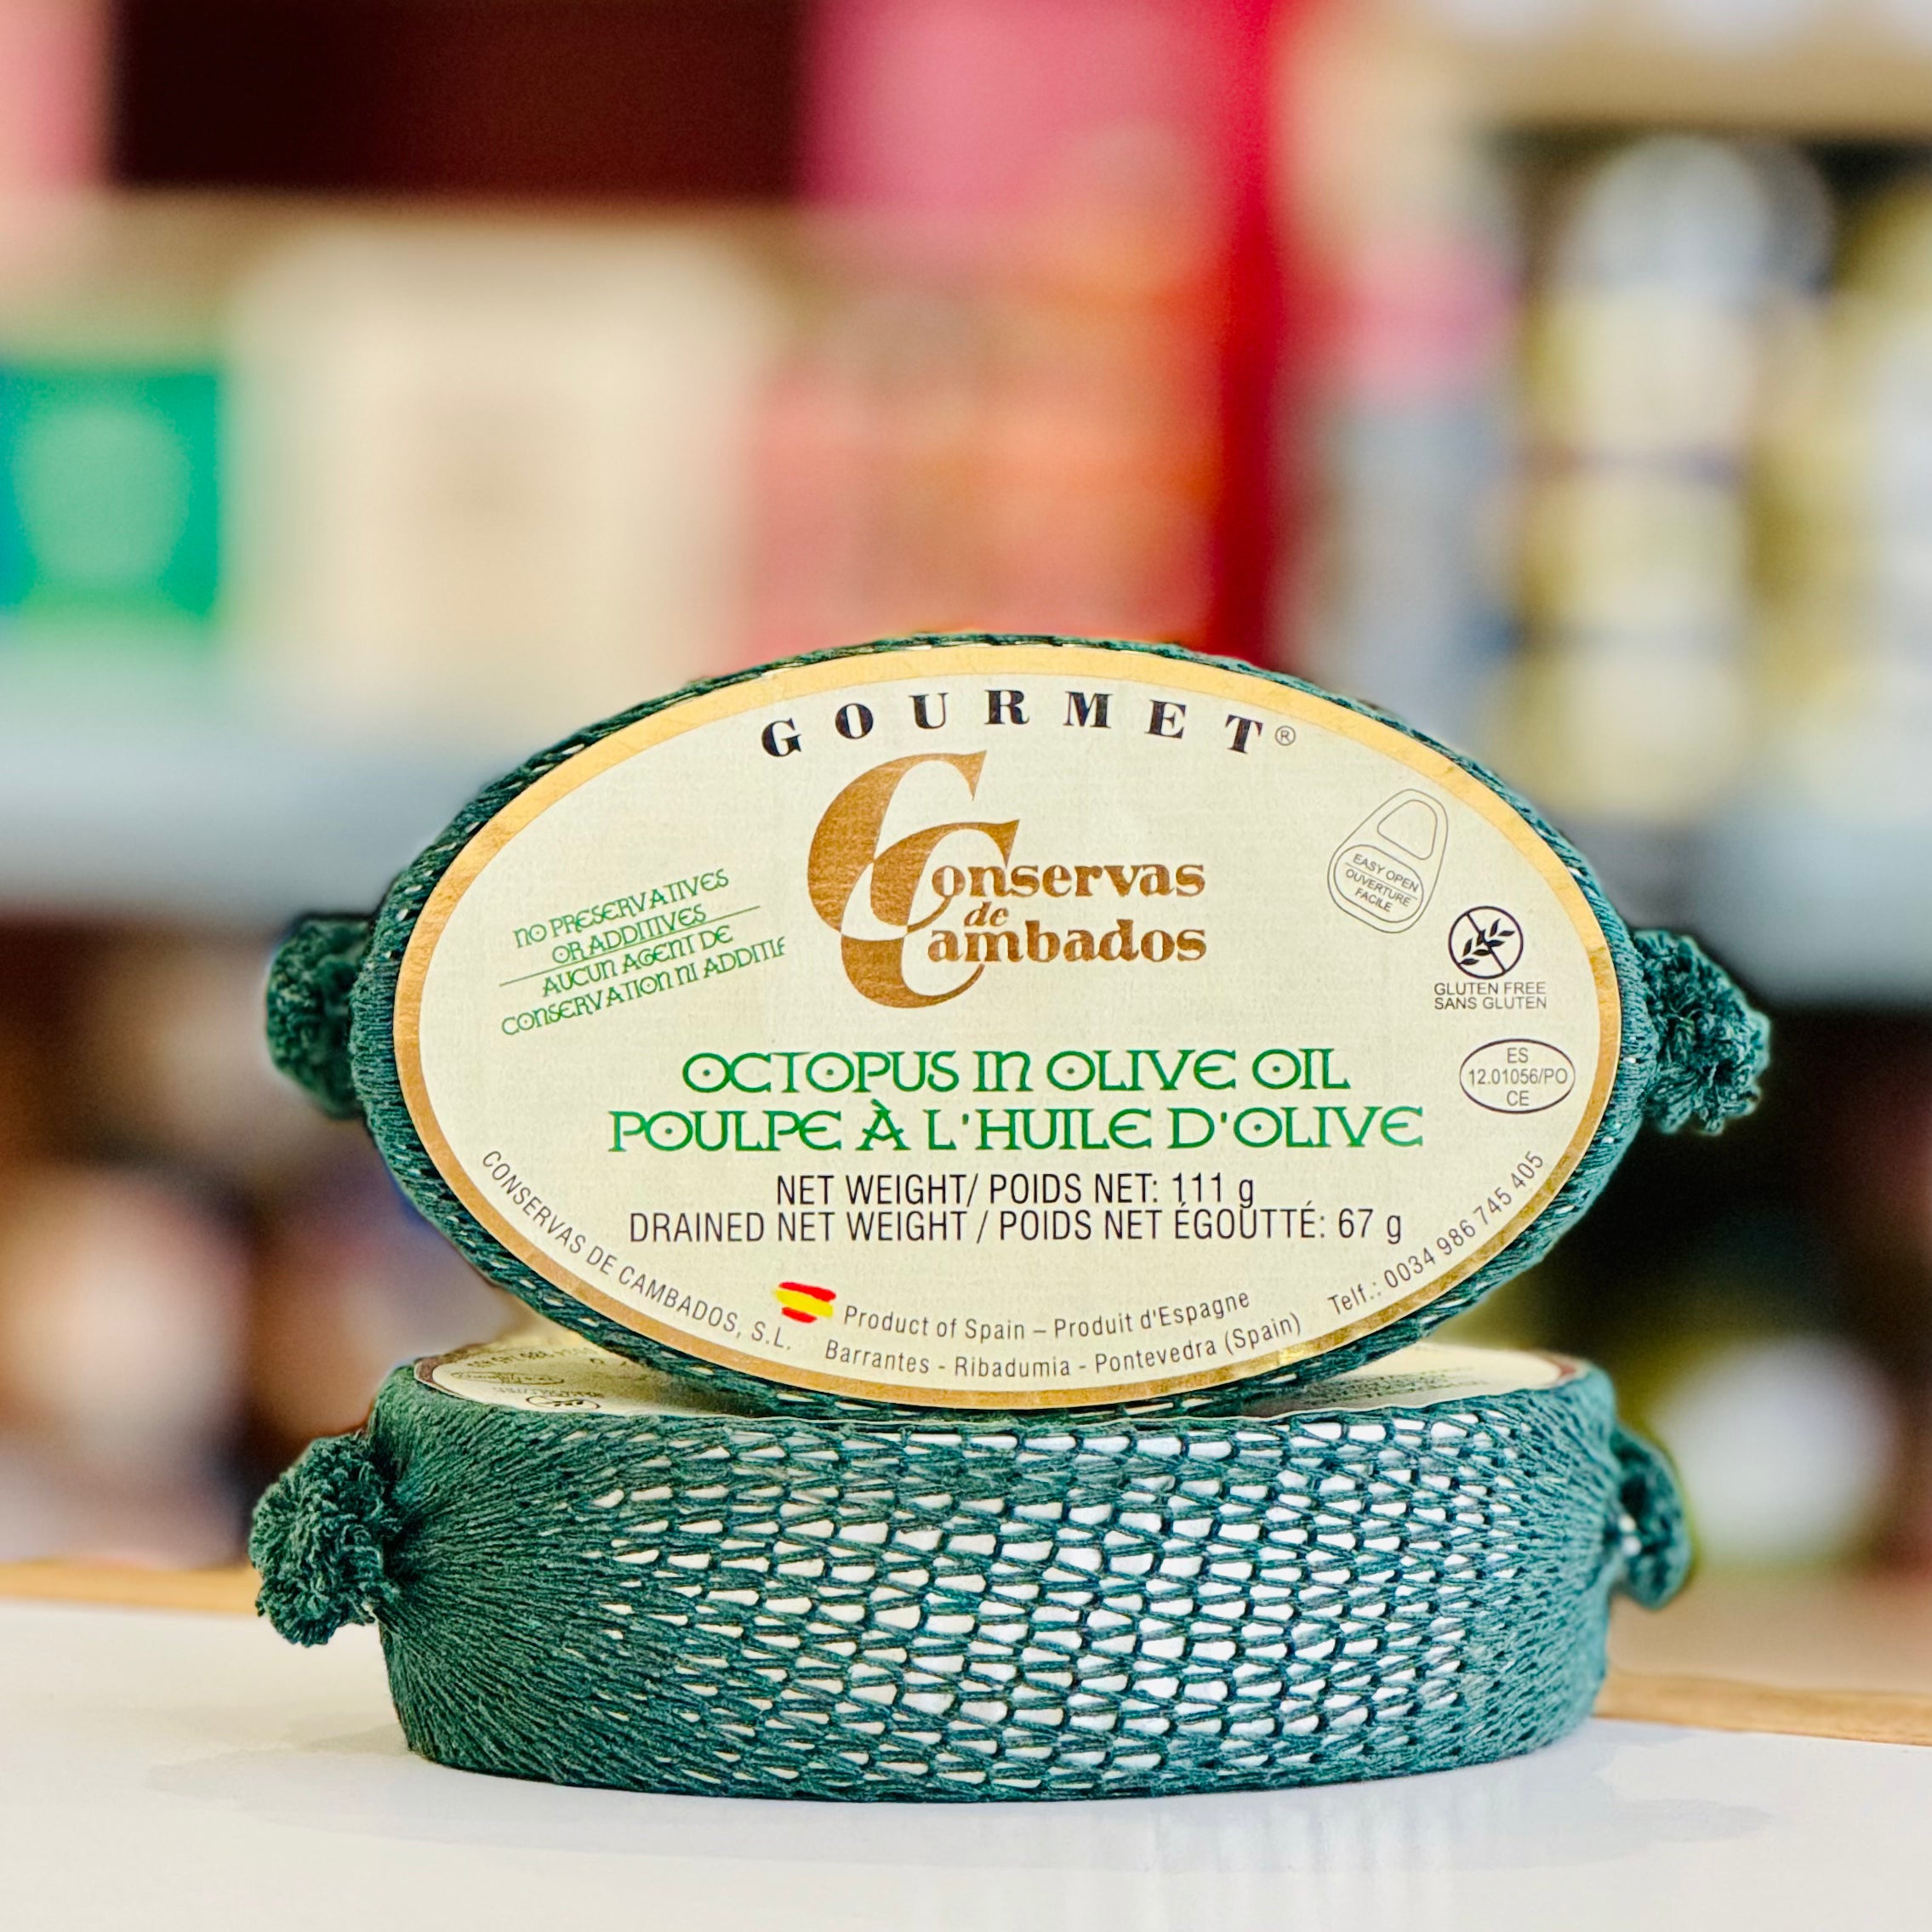 GOURMET®
Conservas
de
Cambados
NO PRESERVATIVES
OR ADDITIVES
AUCUN AGENT DE
CONSERVATION NI ADDITIF
EASY OPEN
OUVERTURE
FACILE
GLUTEN FREE
SANS GLUTEN
OCTOPUS IN OLIVE OIL
POULPE À L'HUILE D'OLIVE
ES
12.01056/PO
CE
NET WEIGHT/ POIDS NET: 111 g
DRAINED NET WEIGHT / POIDS NET ÉGOUTTÉ: 67 g
Product of Spain – Produit d'Espagne
CONSERVAS DE CAMBADOS, S.L. Barrantes - Ribadumia - Pontevedra (Spain) Telf.: 0034 986 745 405